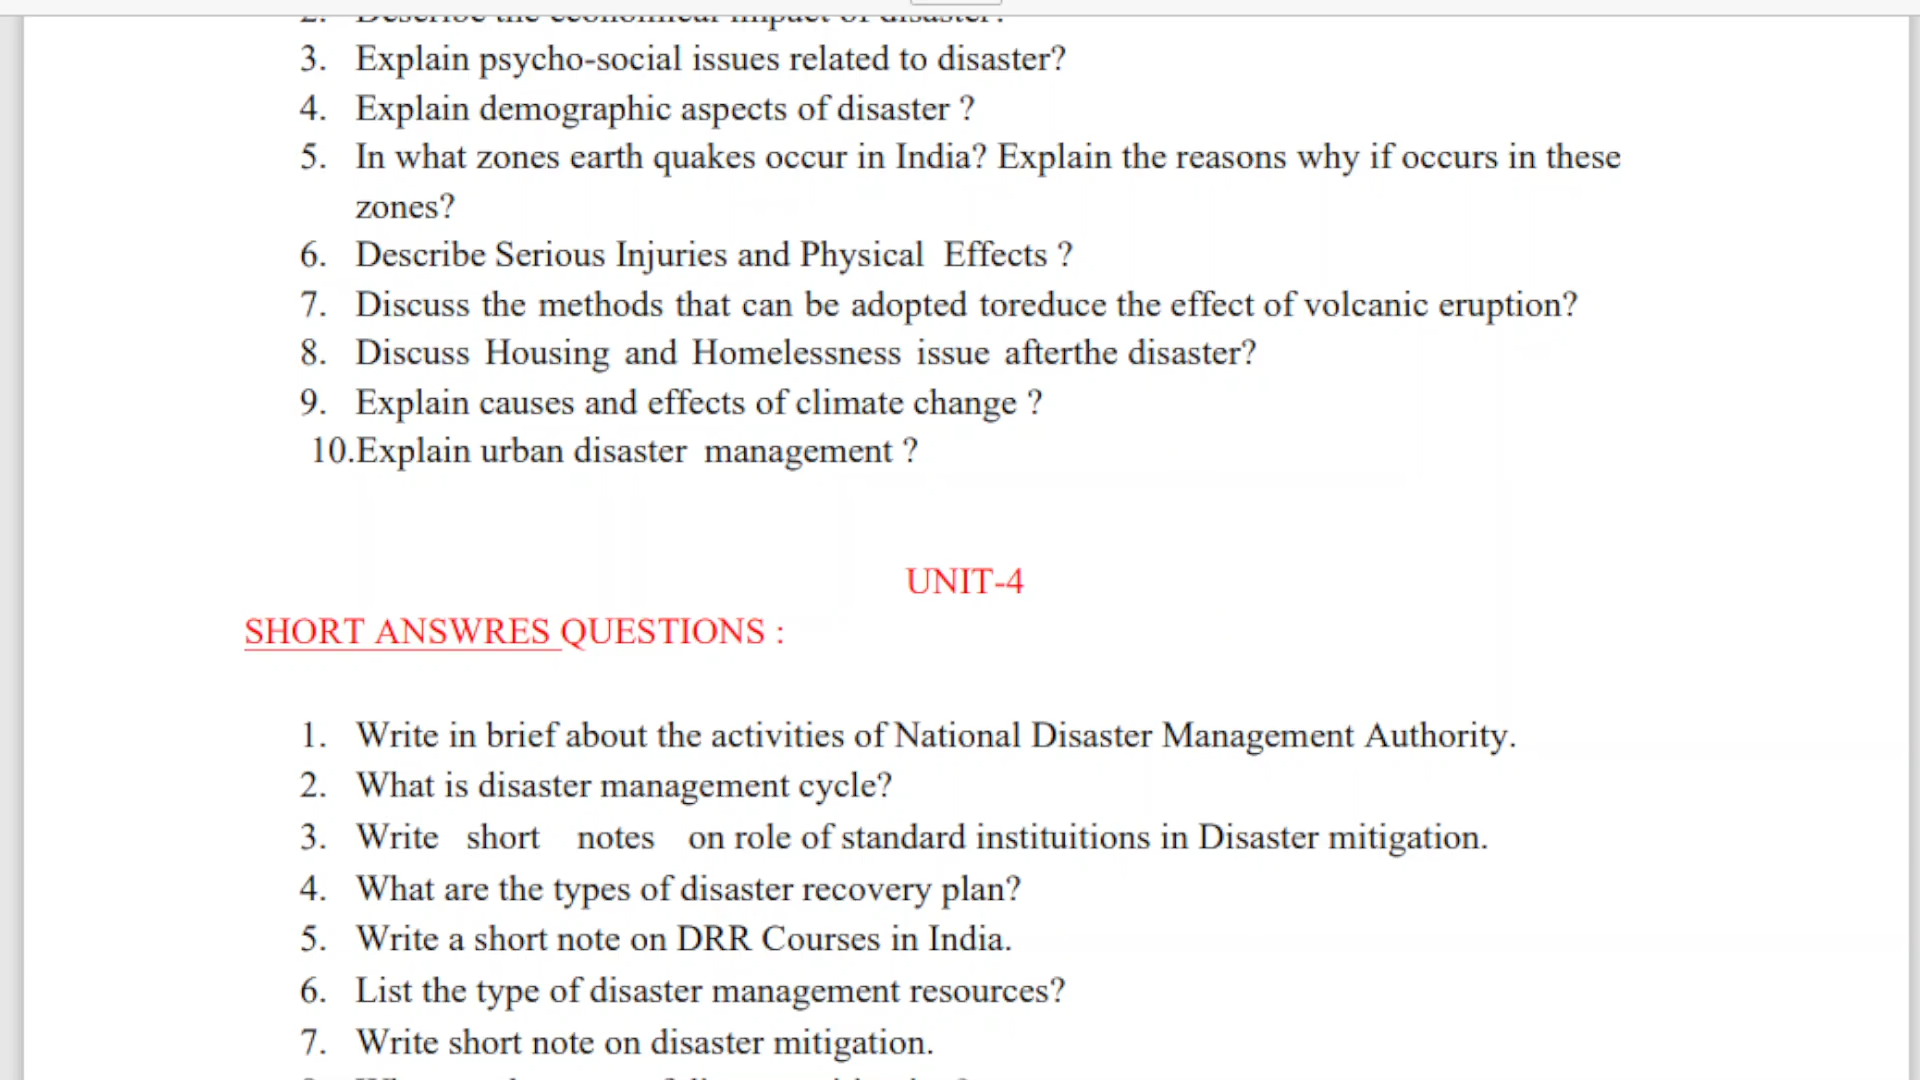 2. Describe the economical impact of disaster?
3. Explain psycho-social issues related to disaster?
4. Explain demographic aspects of disaster ?
5. In what zones earth quakes occur in India? Explain the reasons why if occurs in these
zones?
6. Describe Serious Injuries and Physical Effects ?
7. Discuss the methods that can be adopted toreduce the effect of volcanic eruption?
8. Discuss Housing and Homelessness issue afterthe disaster?
9. Explain causes and effects of climate change ?
10.Explain urban disaster management ?
UNIT-4
SHORT ANSWRES QUESTIONS :
1. Write in brief about the activities of National Disaster Management Authority.
2. What is disaster management cycle?
3. Write short notes on role of standard instituitions in Disaster mitigation.
4. What are the types of disaster recovery plan?
5. Write a short note on DRR Courses in India.
6. List the type of disaster management resources?
7. Write short note on disaster mitigation.